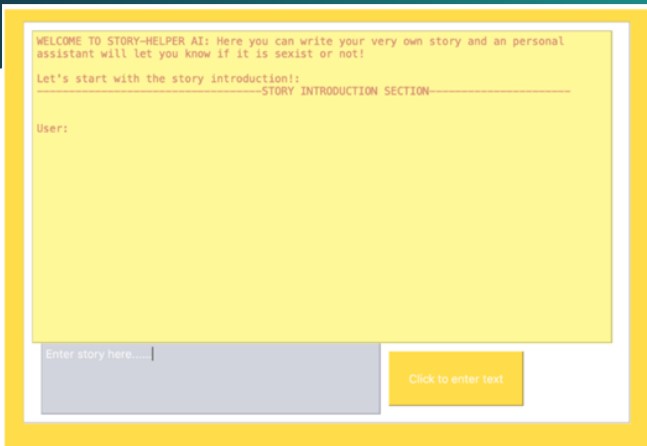 WELCOME TO STORY-HELPER AI: Here you can write your very own story and an personal
assistant will let you know if it is sexist or not!
Let's start with the story introduction!:
-----------------------------------STORY INTRODUCTION SECTION----------------------
User:
Enter story here.....
Click to enter text